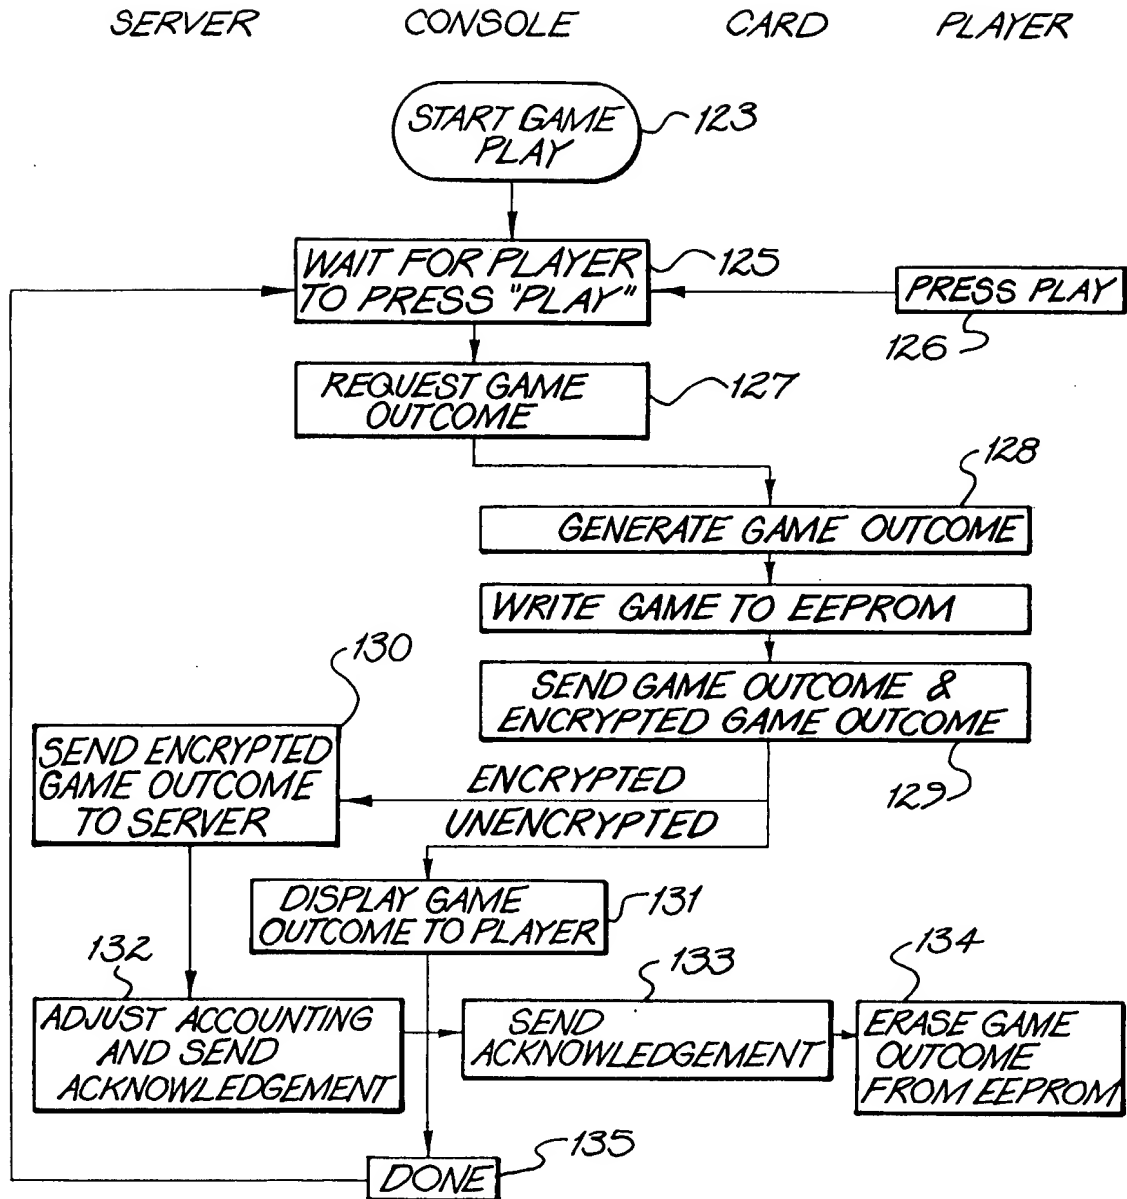 SERVER CONSOLE CARD PLAYER
START GAME
PLAY
123
WAIT FOR PLAYER
TO PRESS "PLAY"
125
PRESS PLAY
126
REQUEST GAME
OUTCOME
127
128
GENERATE GAME OUTCOME
WRITE GAME TO EEPROM
SEND GAME OUTCOME &
ENCRYPTED GAME OUTCOME
129
130
SEND ENCRYPTED
GAME OUTCOME
TO SERVER
ENCRYPTED
UNENCRYPTED
DISPLAY GAME
OUTCOME TO PLAYER
131
132
ADJUST ACCOUNTING
AND SEND
ACKNOWLEDGEMENT
133
SEND
ACKNOWLEDGEMENT
134
ERASE GAME
OUTCOME
FROM EEPROM
DONE
135